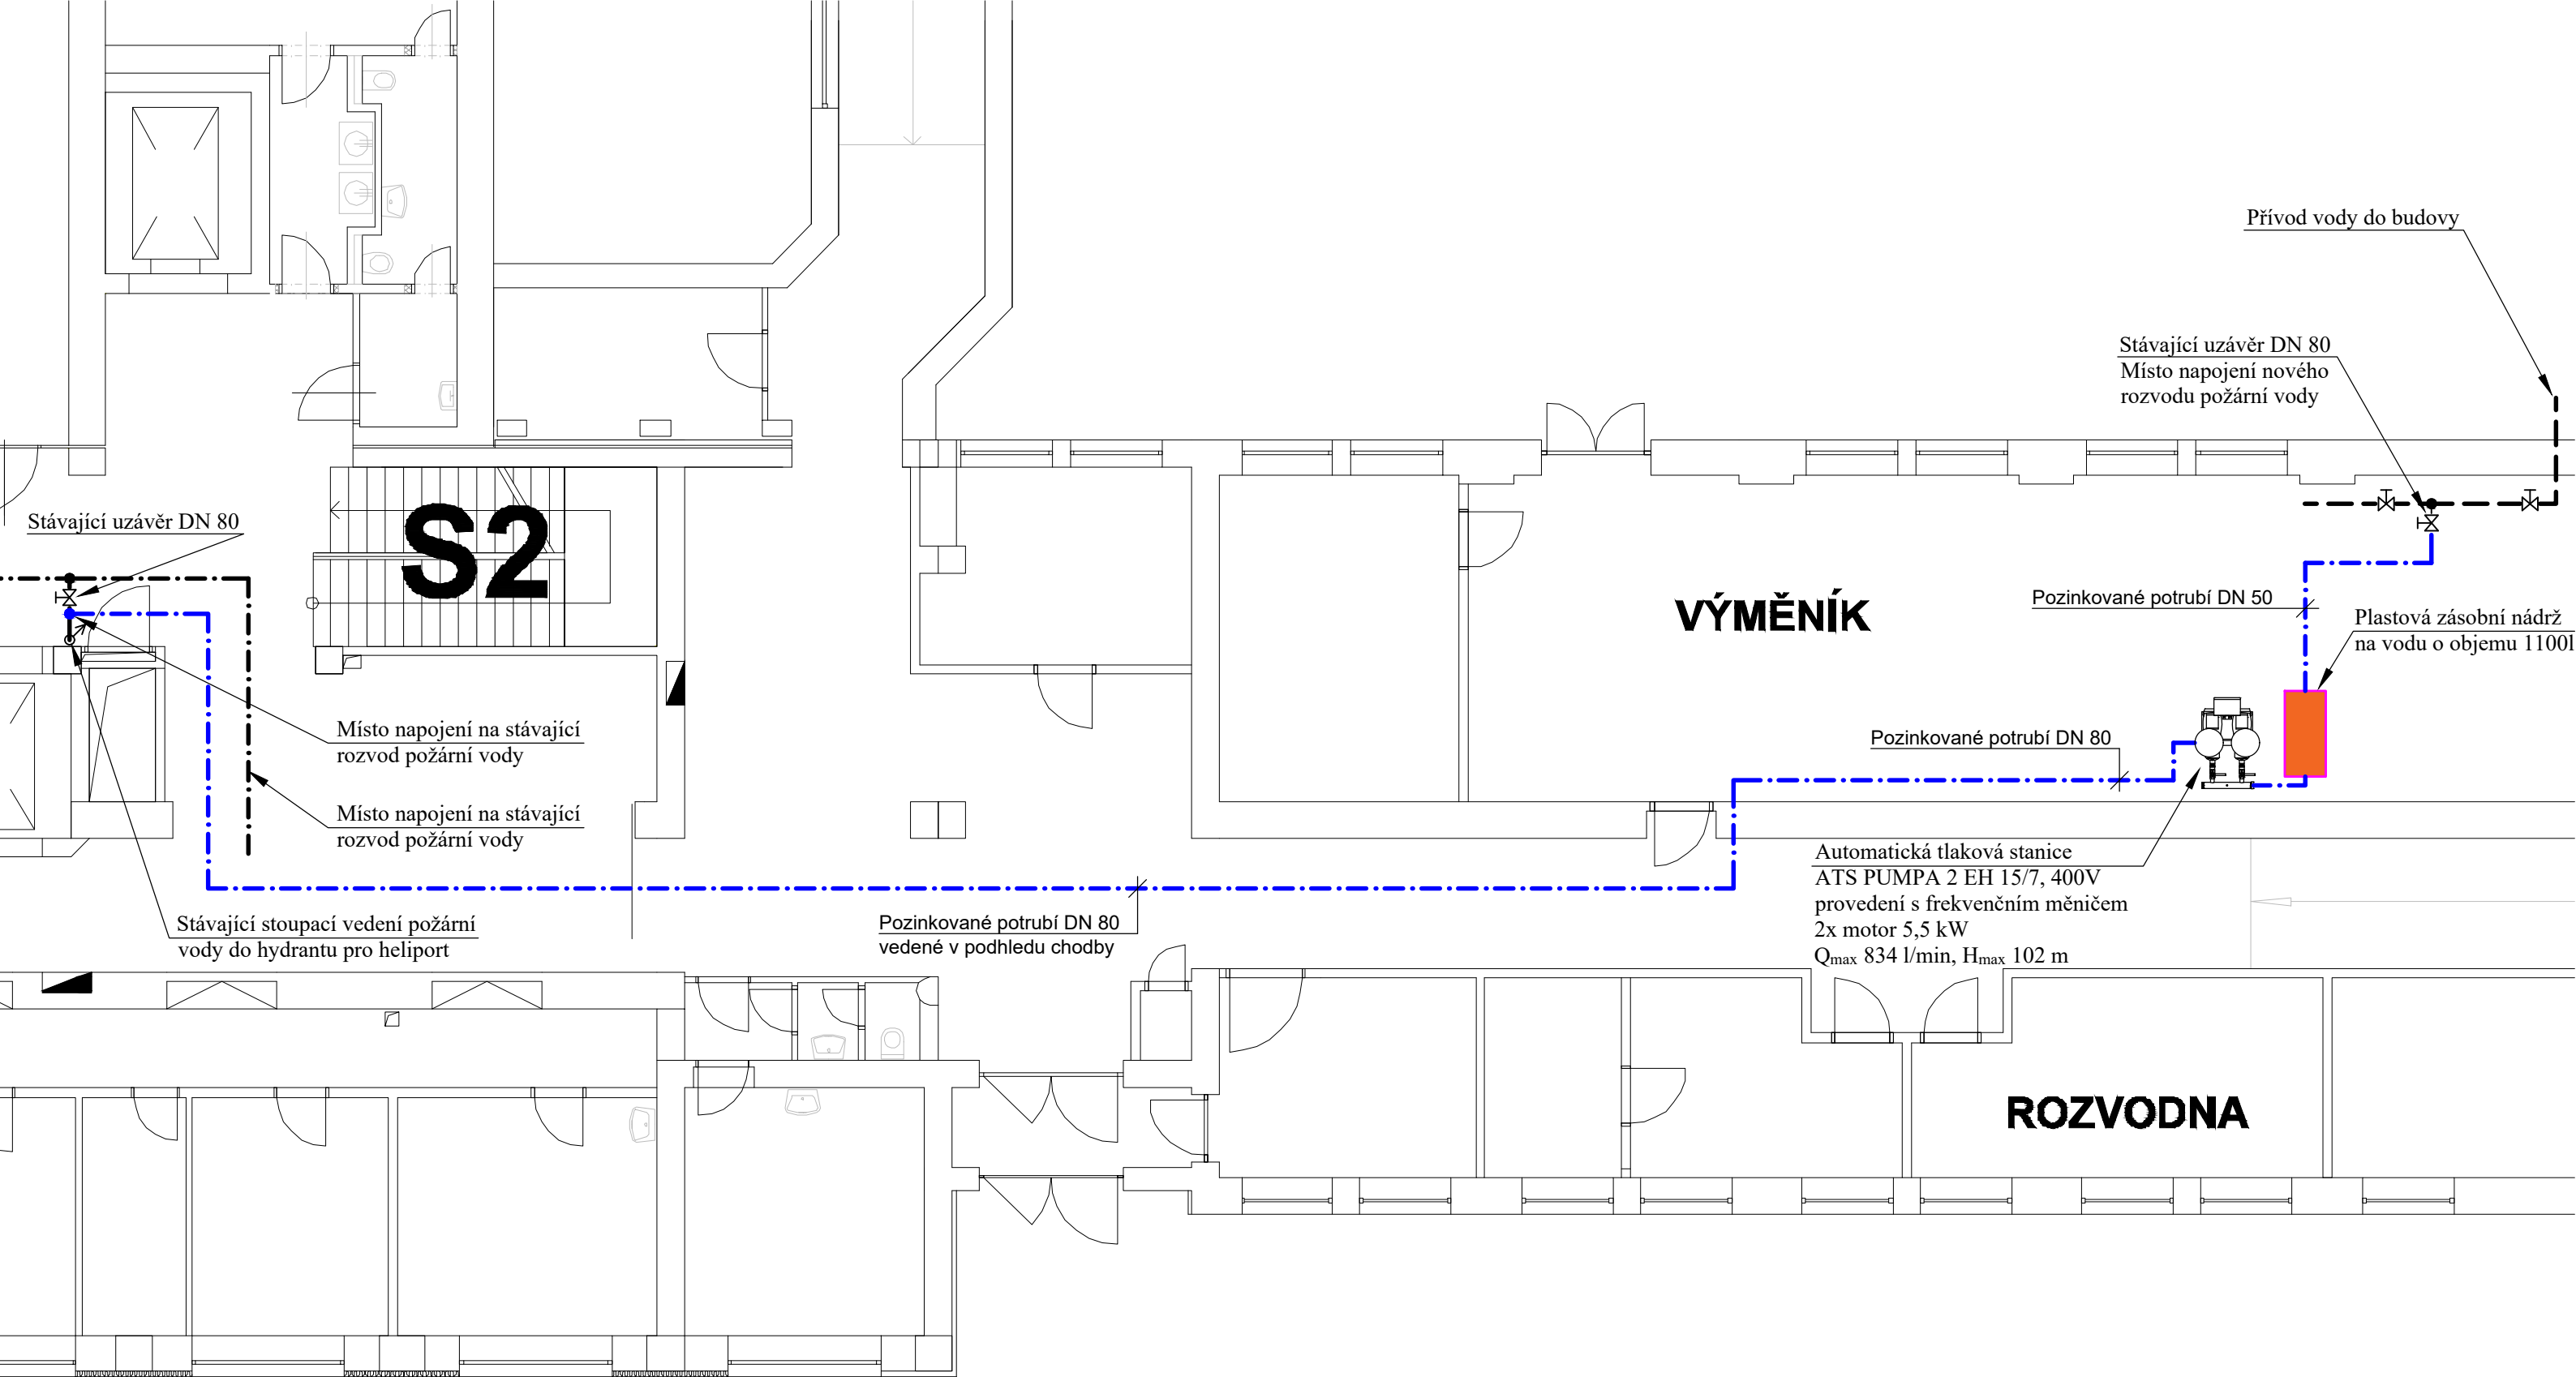 Přívod vody do budovy
Stávající uzávěr DN 80
Místo napojení nového
rozvodu požární vody
Stávající uzávěr DN 80
S2
VÝMĚNÍK
Pozinkované potrubí DN 50
Plastová zásobní nádrž
na vodu o objemu 1100l
Místo napojení na stávající
rozvod požární vody
Pozinkované potrubí DN 80
Místo napojení na stávající
rozvod požární vody
Automatická tlaková stanice
ATS PUMPA 2 EH 15/7, 400V
provedení s frekvenčním měničem
2x motor 5,5 kW
Qmax 834 l/min, Hmax 102 m
Stávající stoupací vedení požární
vody do hydrantu pro heliport
Pozinkované potrubí DN 80
vedené v podhledu chodby
ROZVODNA